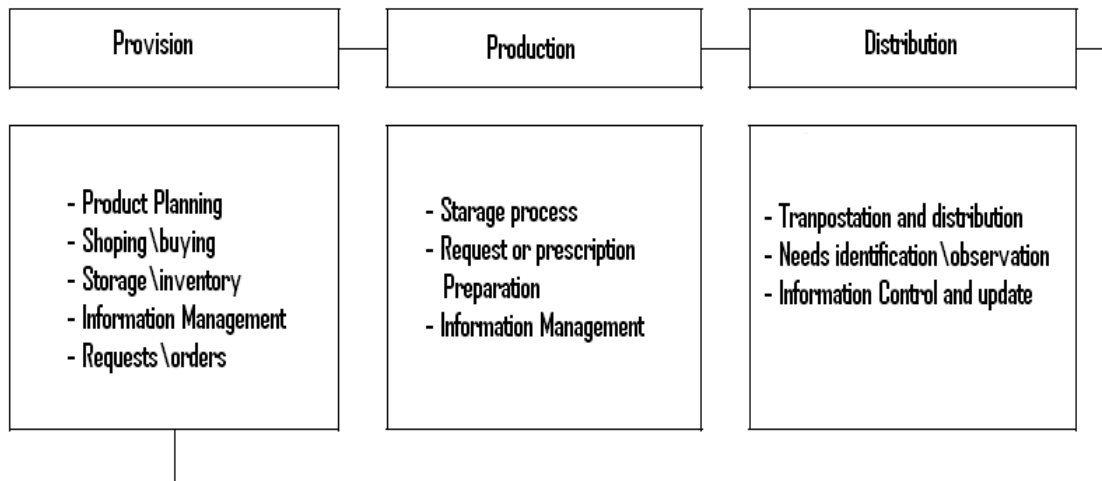 Provision
Production
Distribution
- Product Planning
- Shoping\buying
- Storage\inventory
- Information Management
- Requests\orders
- Starage process
- Request or prescription
Preparation
- Information Management
- Tranpostation and distribution
- Needs identification\observation
- Information Control and update